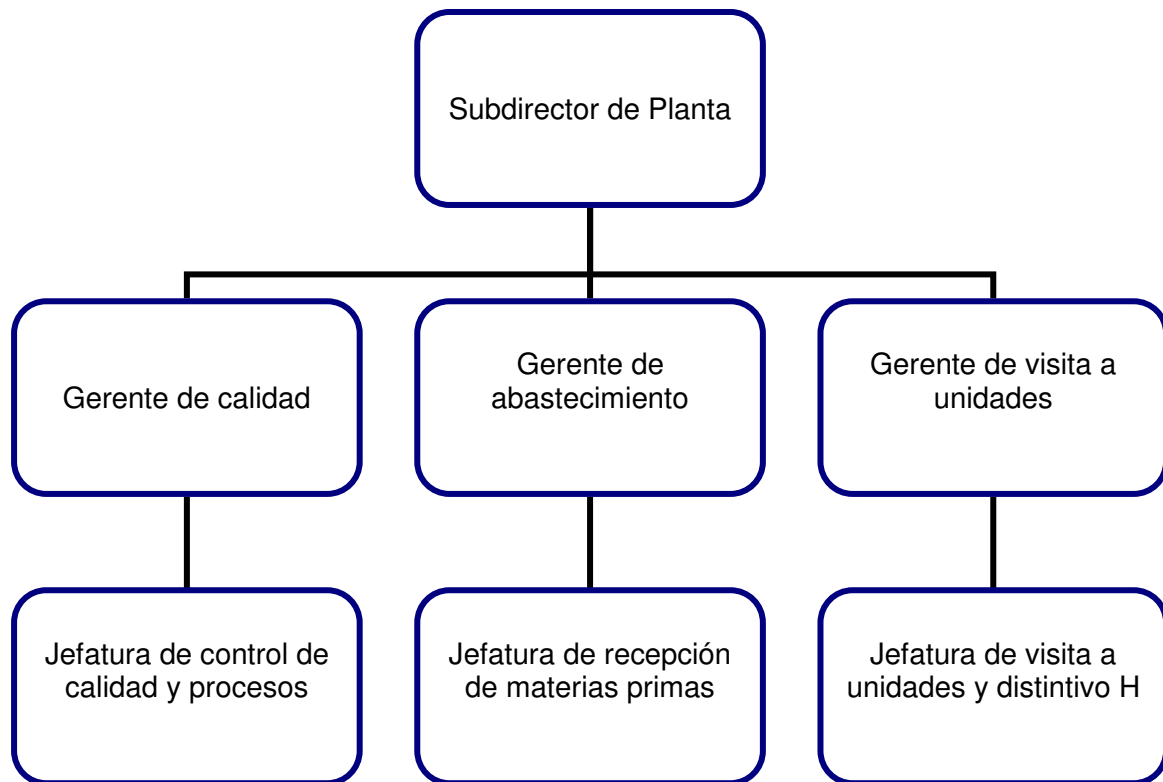 Subdirector de Planta
Gerente de calidad
Gerente de
abastecimiento
Gerente de visita a
unidades
Jefatura de control de
calidad y procesos
Jefatura de recepción
de materias primas
Jefatura de visita a
unidades y distintivo H